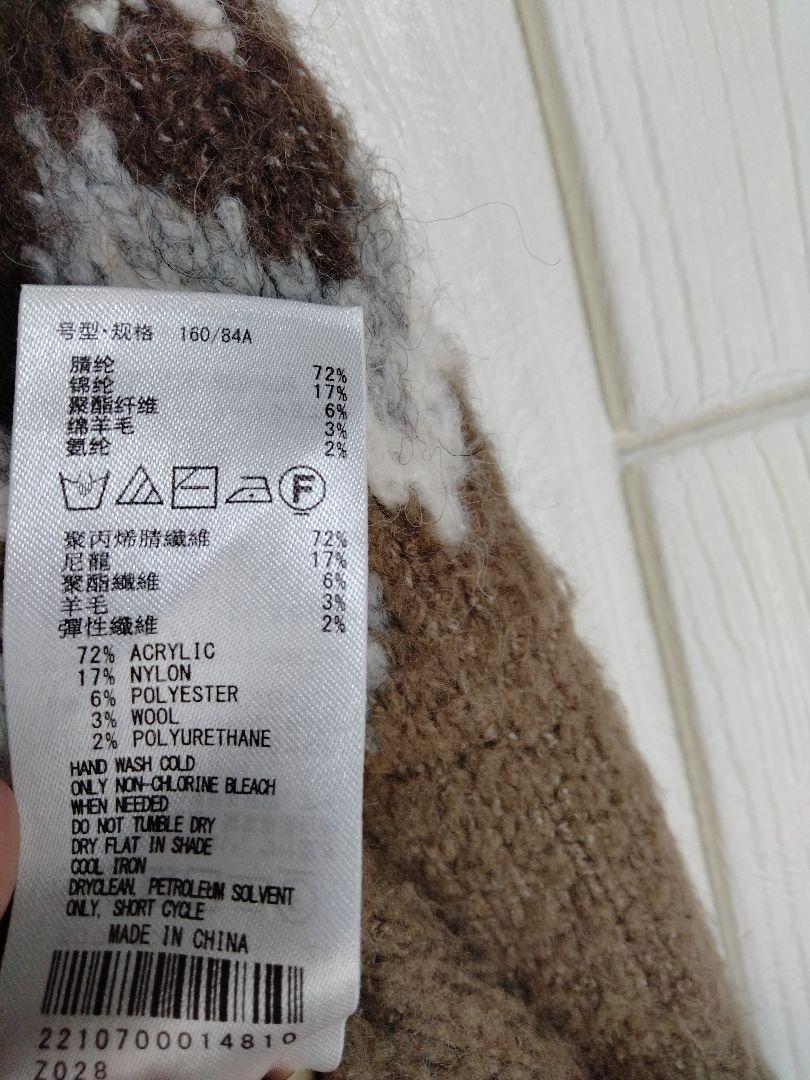 号型·规格 160/84A
腈纶 72%
锦纶 17%
聚酯纤维 6%
绵羊毛 3%
氨纶 2%
F
聚丙烯腈纖維 72%
尼龍 17%
聚酯纖維 6%
羊毛 3%
彈性纖維 2%
72% ACRYLIC
17% NYLON
6% POLYESTER
3% WOOL
2% POLYURETHANE
HAND WASH COLD
ONLY NON-CHLORINE BLEACH
WHEN NEEDED
DO NOT TUMBLE DRY
DRY FLAT IN SHADE
COOL IRON
DRYCLEAN, PETROLEUM SOLVENT
ONLY, SHORT CYCLE
MADE IN CHINA
2210700014819
Z028